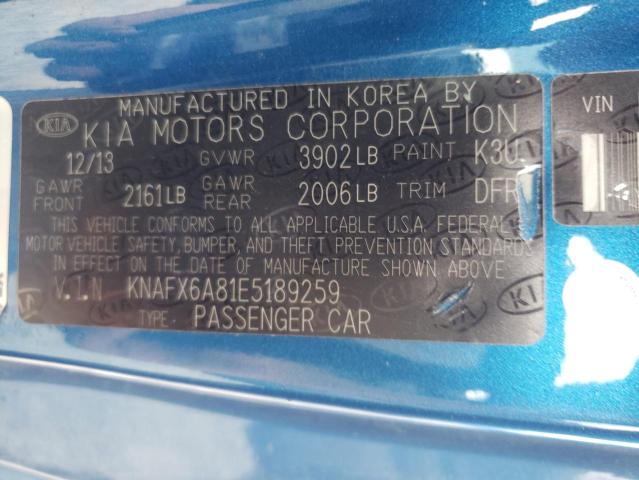 MANUFACTURED IN KOREA BY
KIA KIA MOTORS CORPORATION
12/13 GVWR 3902LB PAINT K3U
GAWR FRONT 2161LB GAWR REAR 2006LB TRIM DFR
THIS VEHICLE CONFORMS TO ALL APPLICABLE U.S.A. FEDERAL
MOTOR VEHICLE SAFETY, BUMPER, AND THEFT PREVENTION STANDARDS
IN EFFECT ON THE DATE OF MANUFACTURE SHOWN ABOVE
V.I.N KNAFX6A81E5189259
TYPE PASSENGER CAR
VIN